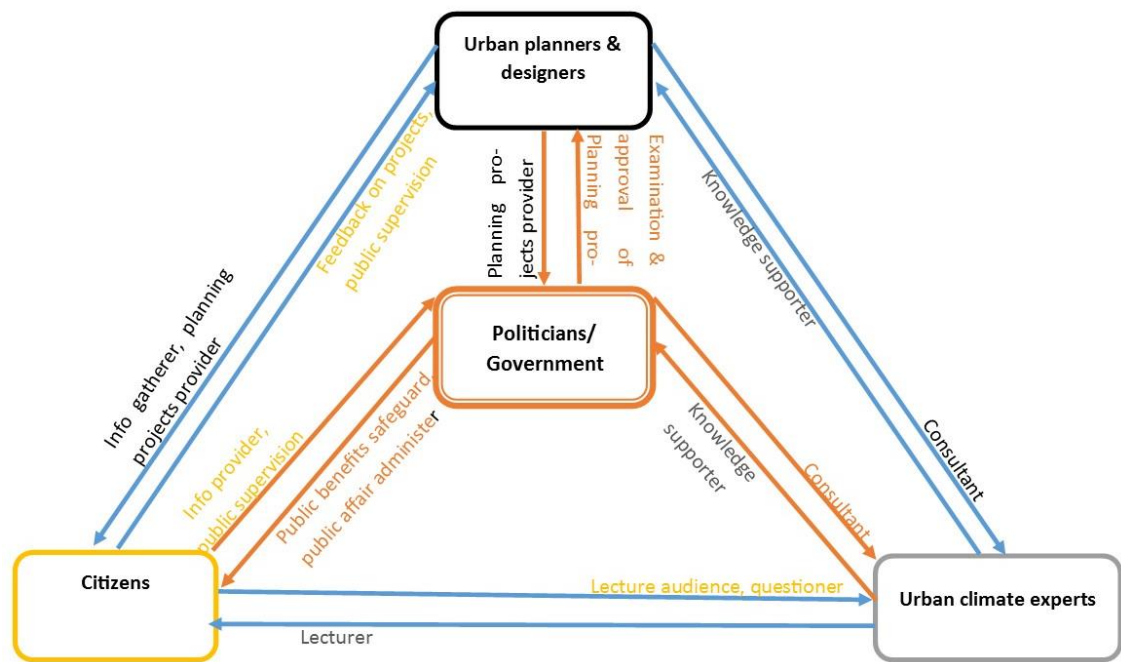 Urban planners &
designers
Feedback on projects,
public supervision
Planning pro-
jects provider
Examination &
approval of
Planning pro-
Knowledge supporter
Info gatherer, planning
projects provider
Politicians/
Government
Info provider,
public supervision
Public benefits safeguard,
public affair administer
Knowledge
supporter
Consultant
Consultant
Citizens
Lecture audience, questioner
Lecturer
Urban climate experts